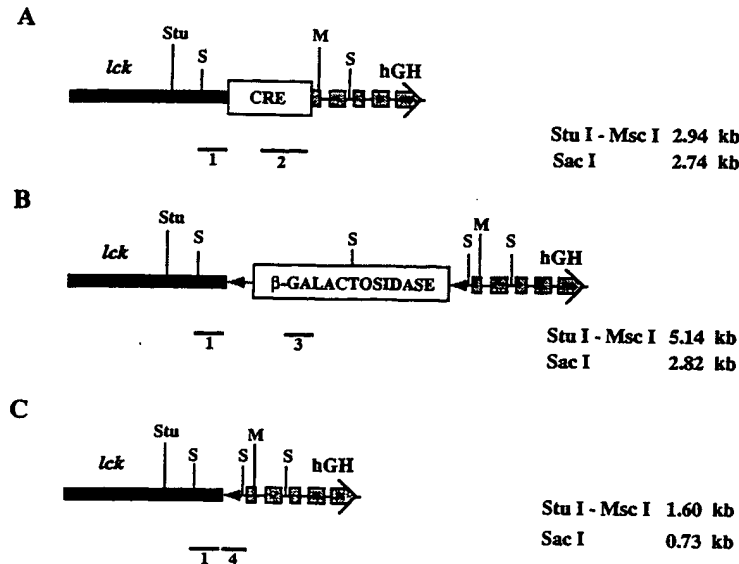 A
Stu
M
lck
S
S
hGH
CRE
1
2
Stu I - Msc I 2.94 kb
Sac I 2.74 kb
B
Stu
M
lck
S
S
S
S
hGH
β-GALACTOSIDASE
1
3
Stu I - Msc I 5.14 kb
Sac I 2.82 kb
C
Stu
M
lck
S
S
S
hGH
1
4
Stu I - Msc I 1.60 kb
Sac I 0.73 kb